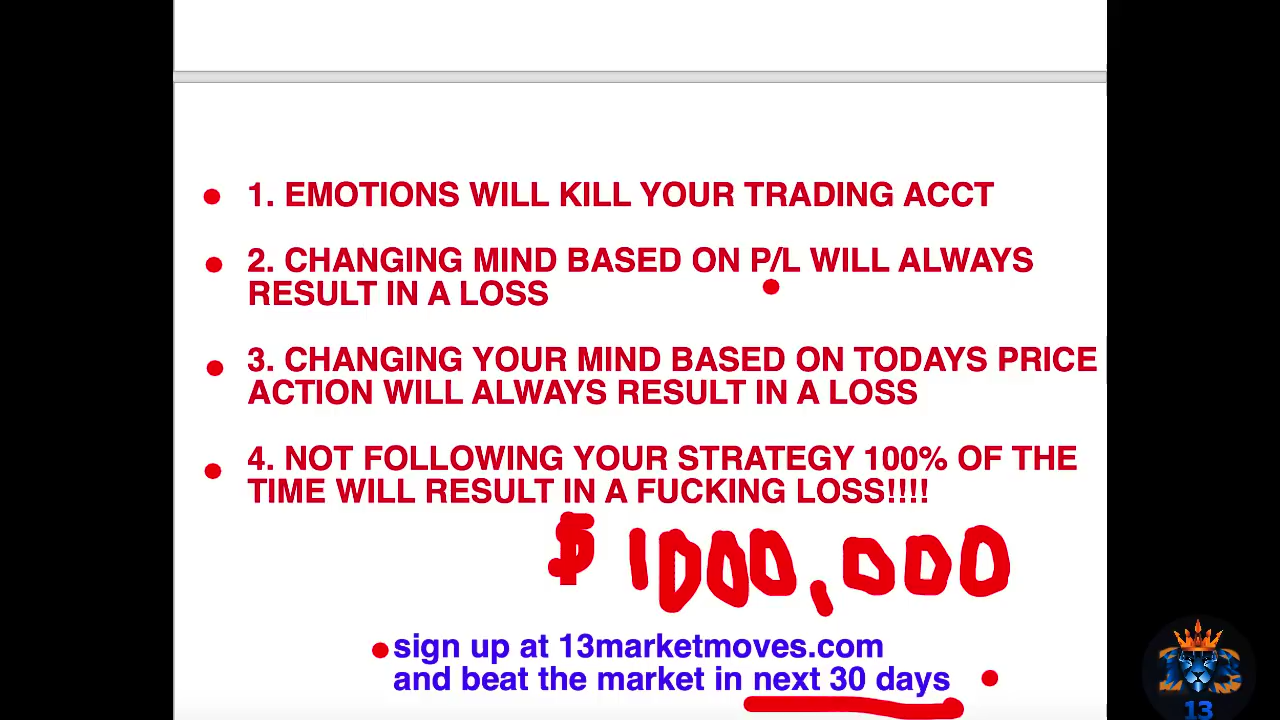 1. EMOTIONS WILL KILL YOUR TRADING ACCT
2. CHANGING MIND BASED ON P/L WILL ALWAYS
RESULT IN A LOSS
3. CHANGING YOUR MIND BASED ON TODAYS PRICE
ACTION WILL ALWAYS RESULT IN A LOSS
4. NOT FOLLOWING YOUR STRATEGY 100% OF THE
TIME WILL RESULT IN A FUCKING LOSS!!!!
$1000,000
sign up at 13marketmoves.com
and beat the market in next 30 days
13